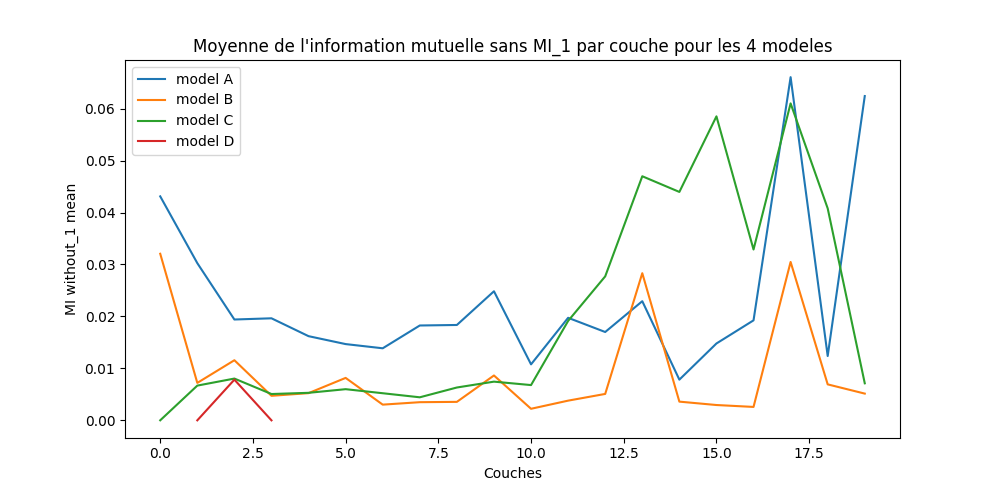 Moyenne de l'information mutuelle sans MI_1 par couche pour les 4 modeles
model A
model B
model C
model D
MI without_1 mean
0.06
0.05
0.04
0.03
0.02
0.01
0.00
0.0 2.5 5.0 7.5 10.0 12.5 15.0 17.5
Couches